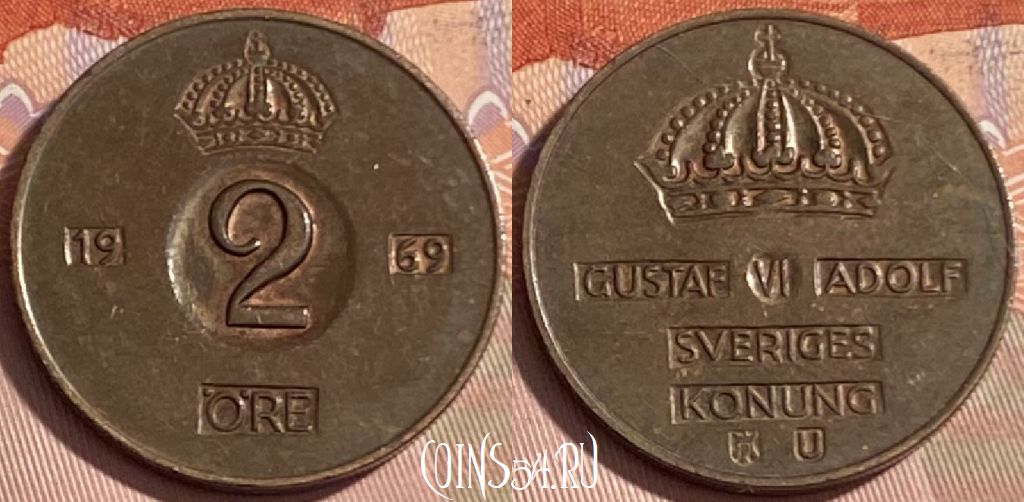 2
19 69
ÖRE
GUSTAF VI ADOLF
SVERIGES
KONUNG
U
COINS54.RU